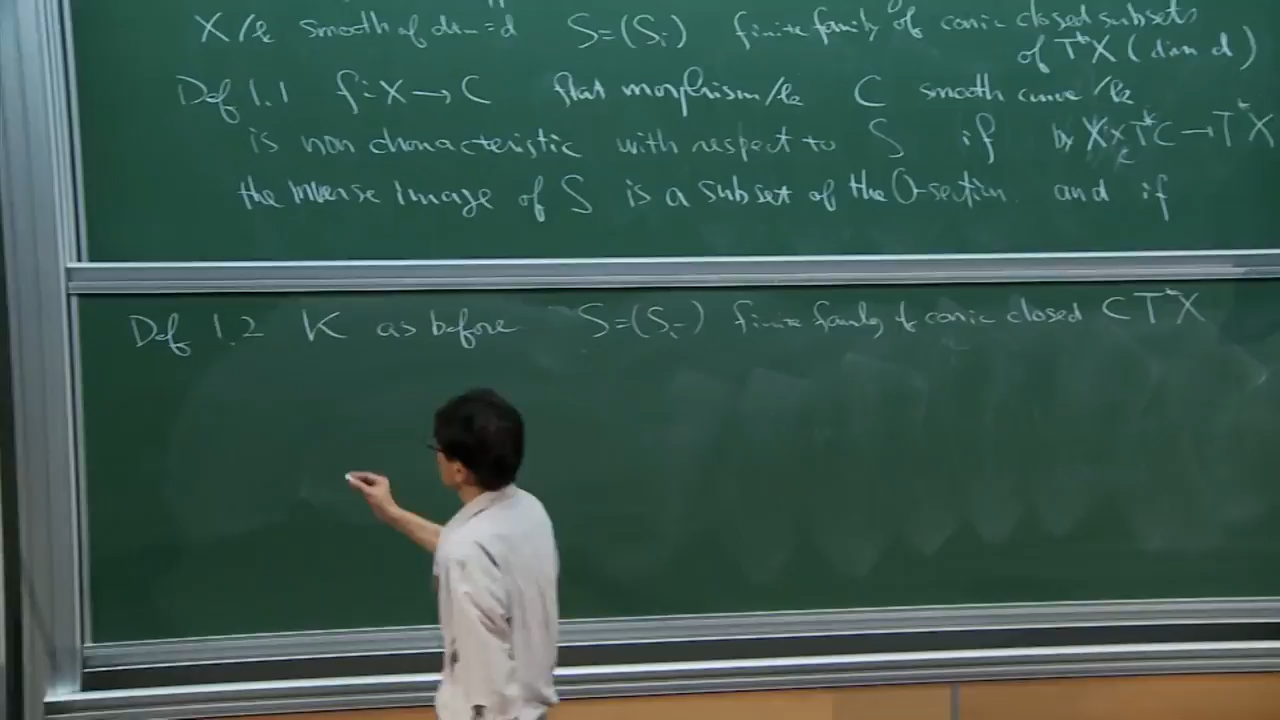 X/k smooth of dim = d S=(Sᵢ) finite family of conic closed subsets
of T*X (dim d)
Def 1.1 f: X → C flat morphism/k C smooth curve/k
is non characteristic with respect to S if by X×_C T*C → T*X
the inverse image of S is a subset of the 0-section and if
Def 1.2 K as before S=(Sᵢ) finite family of conic closed ⊂ T*X